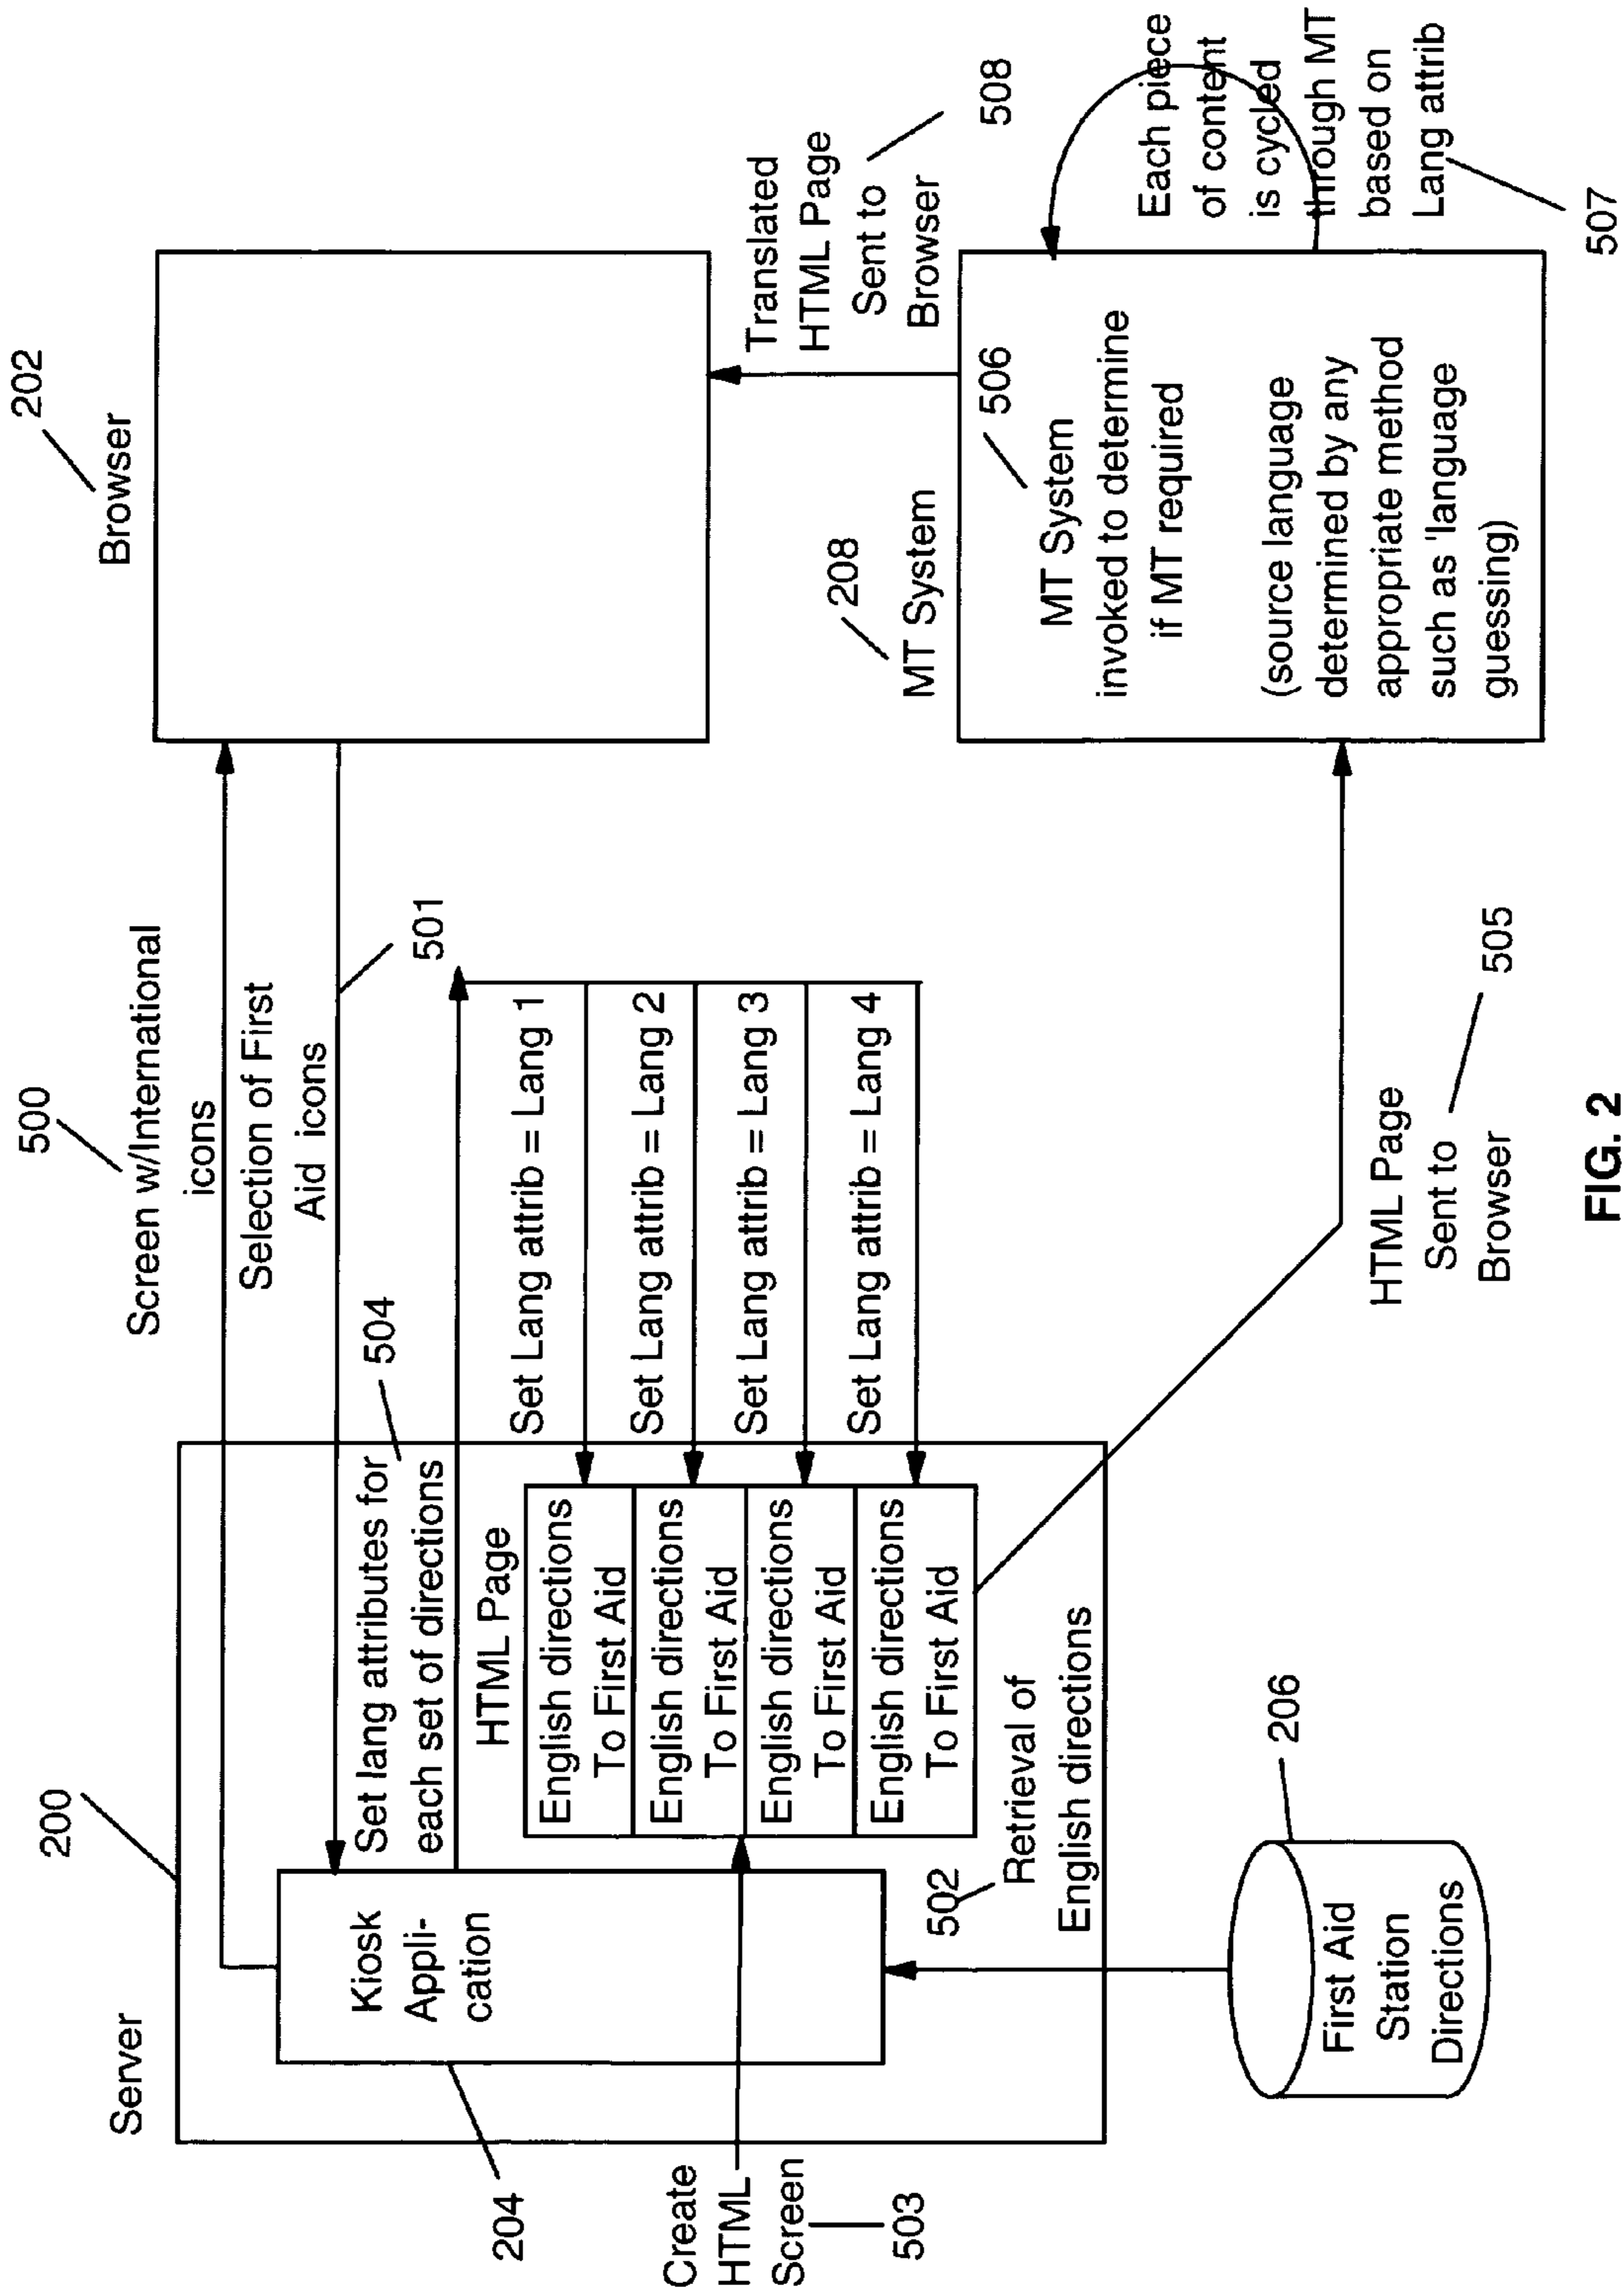 500
Screen w/International
icons
Selection of First
Aid icons
501
Browser
202
Server
200
Kiosk
Appli-
cation
204
Set lang attributes for
each set of directions
504
HTML Page
English directions
To First Aid
English directions
To First Aid
English directions
To First Aid
English directions
To First Aid
Set Lang attrib = Lang 1
Set Lang attrib = Lang 2
Set Lang attrib = Lang 3
Set Lang attrib = Lang 4
Create
HTML
Screen
503
502
Retrieval of
English directions
206
First Aid
Station
Directions
HTML Page
Sent to
Browser
505
208
MT System
506
MT System
invoked to determine
if MT required
(source language
determined by any
appropriate method
such as 'language
guessing)
Translated
HTML Page
Sent to
Browser
508
Each piece
of content
is cycled
through MT
based on
Lang attrib
507
FIG. 2